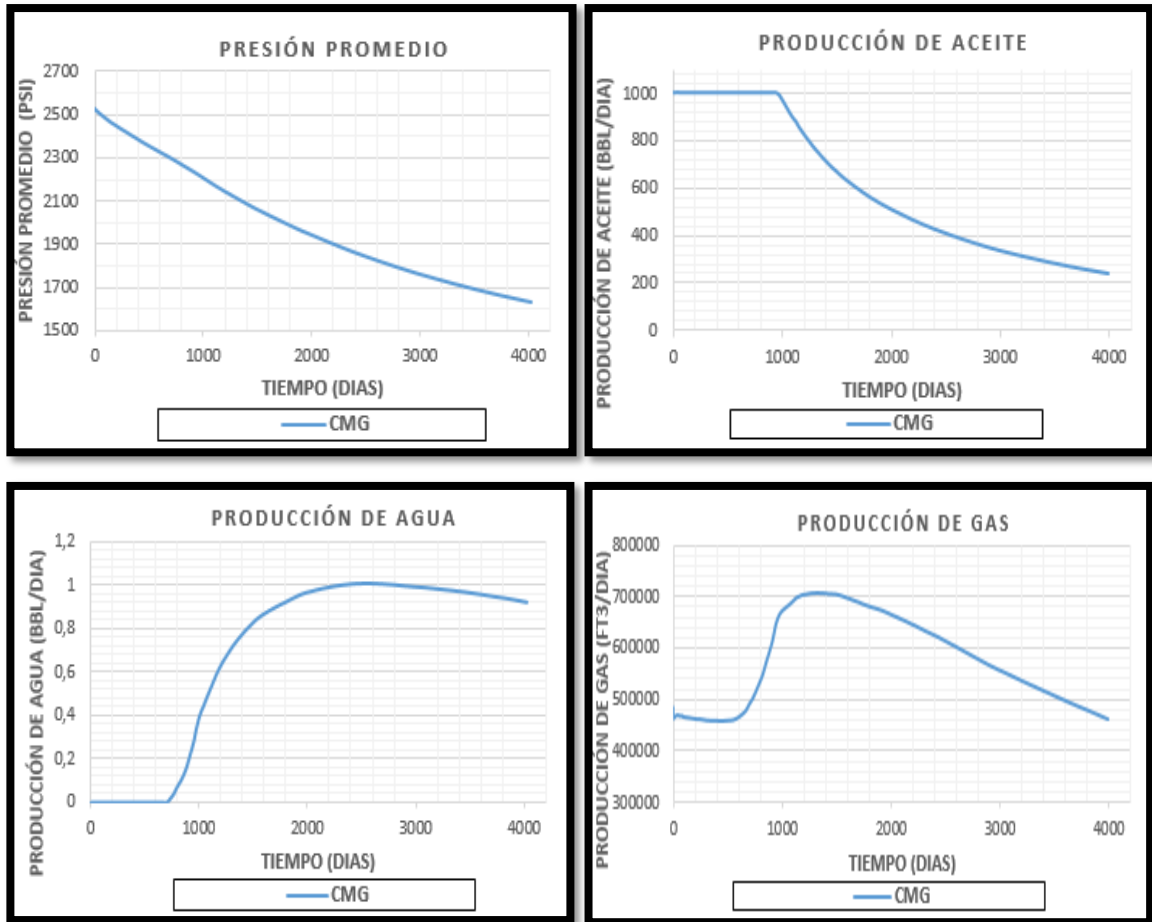 PRESIÓN PROMEDIO
PRESIÓN PROMEDIO (PSI)
2700
2500
2300
2100
1900
1700
1500
0 1000 2000 3000 4000
TIEMPO (DIAS)
CMG
PRODUCCIÓN DE ACEITE
PRODUCCIÓN DE ACEITE (BBL/DIA)
1000
800
600
400
200
0
0 1000 2000 3000 4000
TIEMPO (DIAS)
CMG
PRODUCCIÓN DE AGUA
PRODUCCIÓN DE AGUA (BBL/DIA)
1,2
1
0,8
0,6
0,4
0,2
0
0 1000 2000 3000 4000
TIEMPO (DIAS)
CMG
PRODUCCIÓN DE GAS
PRODUCCIÓN DE GAS (FT3/DIA)
800000
700000
600000
500000
400000
300000
0 1000 2000 3000 4000
TIEMPO (DIAS)
CMG